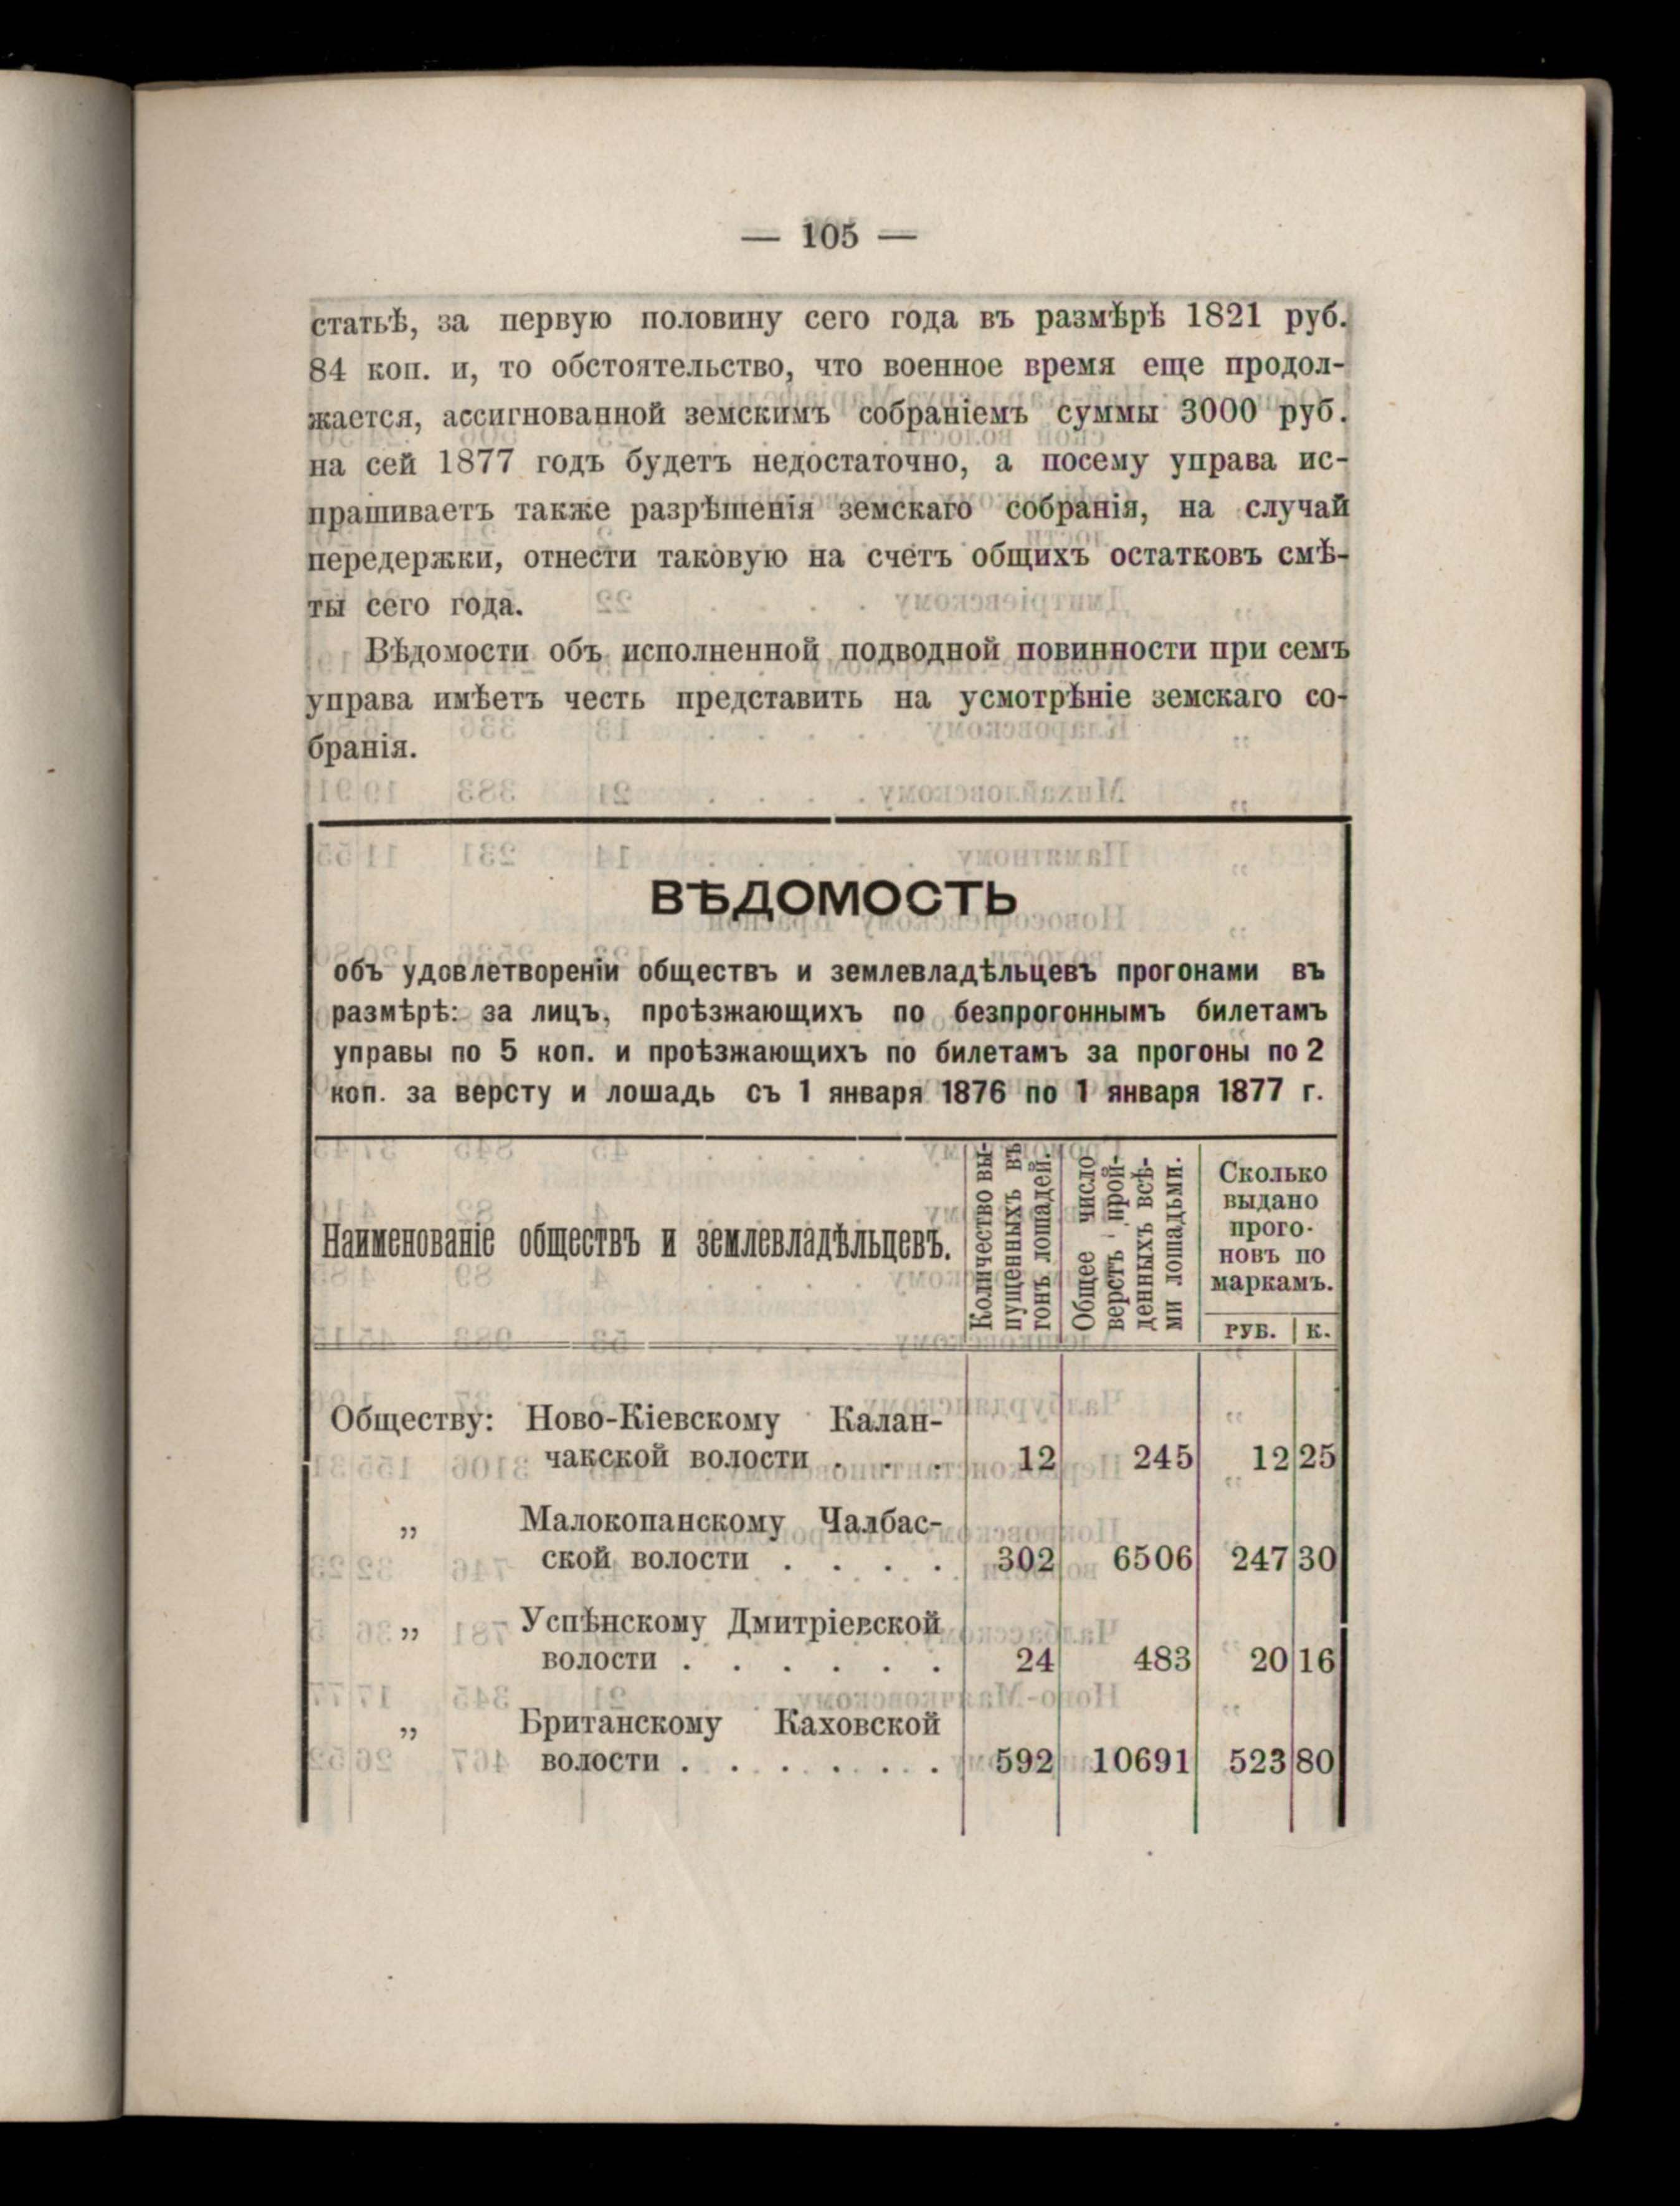 — 105 —
статьѣ, за первую половину сего года въ размѣрѣ 1821 руб.
84 коп. и, то обстоятельство, что военное время еще продол-
жается, ассигнованной земскимъ собраніемъ суммы 3000 руб.
на сей 1877 годъ будетъ недостаточно, а посему управа ис-
прашиваетъ также разрѣшенія земскаго собранія, на случай
передержки, отнести таковую на счетъ общихъ остатковъ смѣ-
ты сего года.
Вѣдомости объ исполненной подводной повинности при семъ
управа имѣетъ честь представить на усмотрѣніе земскаго со-
бранія.
ВѢДОМОСТЬ
объ удовлетвореніи обществъ и землевладѣльцевъ прогонами въ
размѣрѣ: за лицъ, проѣзжающихъ по безпрогоннымъ билетамъ
управы по 5 коп. и проѣзжающихъ по билетамъ за прогоны по 2
коп. за версту и лошадь съ 1 января 1876 по 1 января 1877 г.
Наименованіе обществъ и землевладѣльцевъ.
Количество вы-
пущенныхъ въ
гонъ лошадей.
Общее число
верстъ прой-
денныхъ всѣ-
ми лошадьми.
Сколько
выдано
прого-
новъ по
маркамъ.
РУБ. К.
Обществу: Ново-Кіевскому Калан-
чакской волости . . . 12 245 12 25
„ Малокопанскому Чалбас-
ской волости . . . . 302 6506 247 30
„ Успѣнскому Дмитріевской
волости . . . . . . 24 483 20 16
„ Британскому Каховской
волости . . . . . . 592 10691 523 80